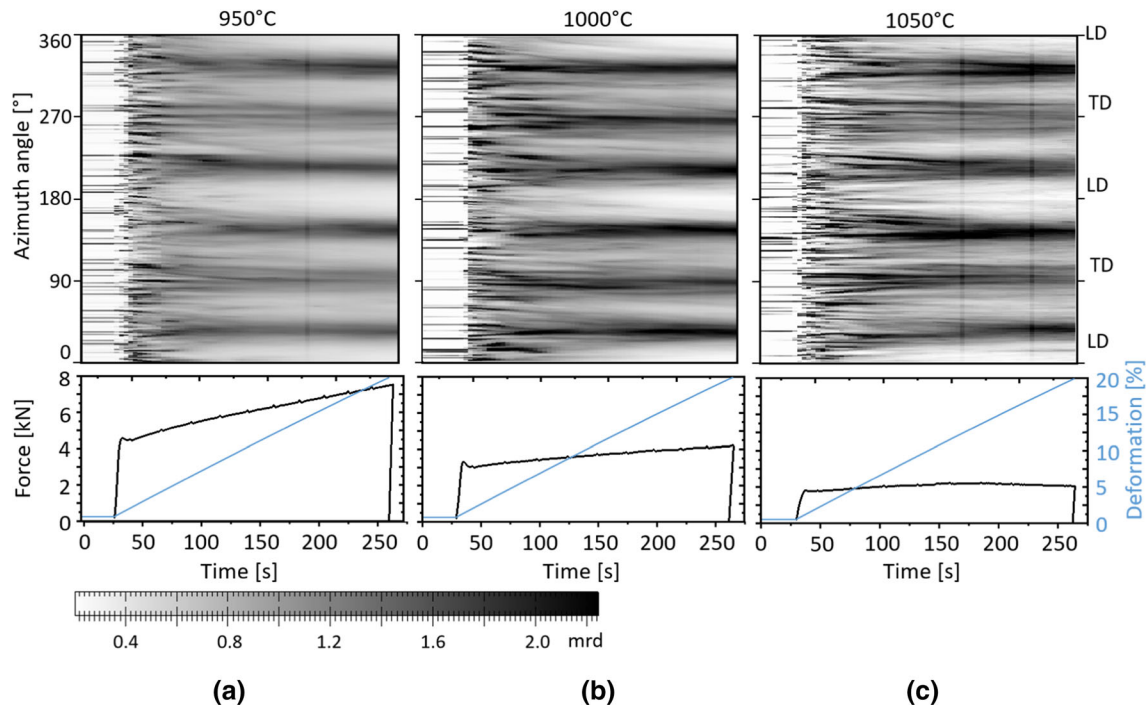 950°C 1000°C 1050°C
Azimuth angle [°]
360
270
180
90
0
LD
TD
LD
TD
LD
Force [kN]
8
6
4
2
0
Deformation [%]
20
15
10
5
0
0 50 100 150 200 250
0 50 100 150 200 250
0 50 100 150 200 250
Time [s] Time [s] Time [s]
0.4 0.8 1.2 1.6 2.0 mrd
(a) (b) (c)